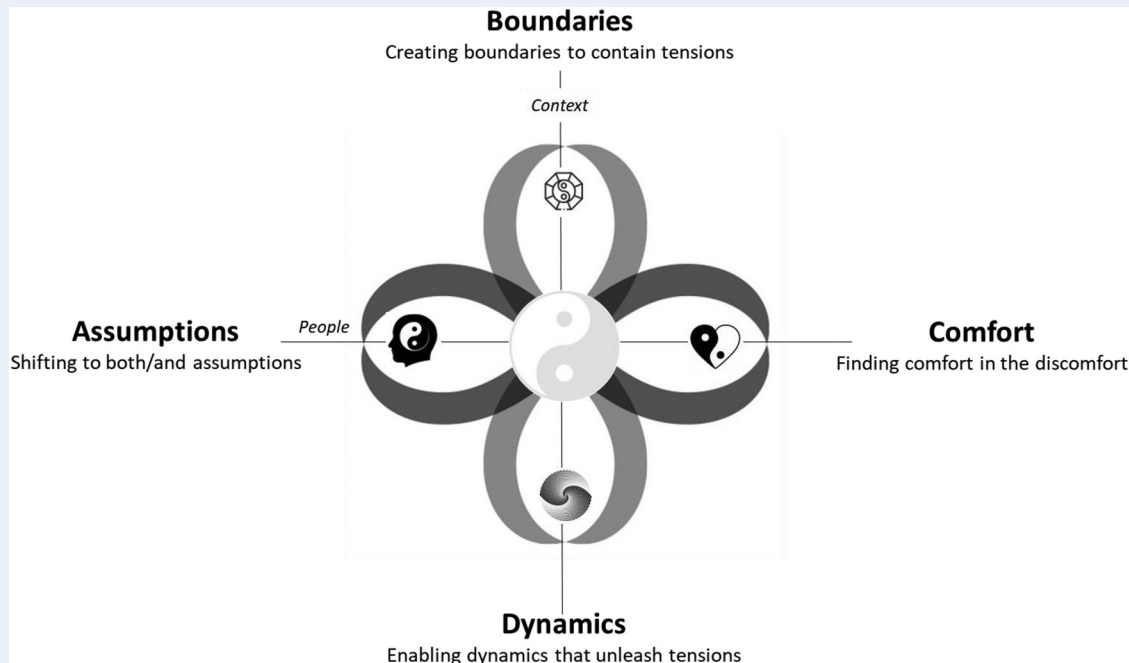 Boundaries
Creating boundaries to contain tensions
Context
Assumptions
People
Shifting to both/and assumptions
Comfort
Finding comfort in the discomfort
Dynamics
Enabling dynamics that unleash tensions